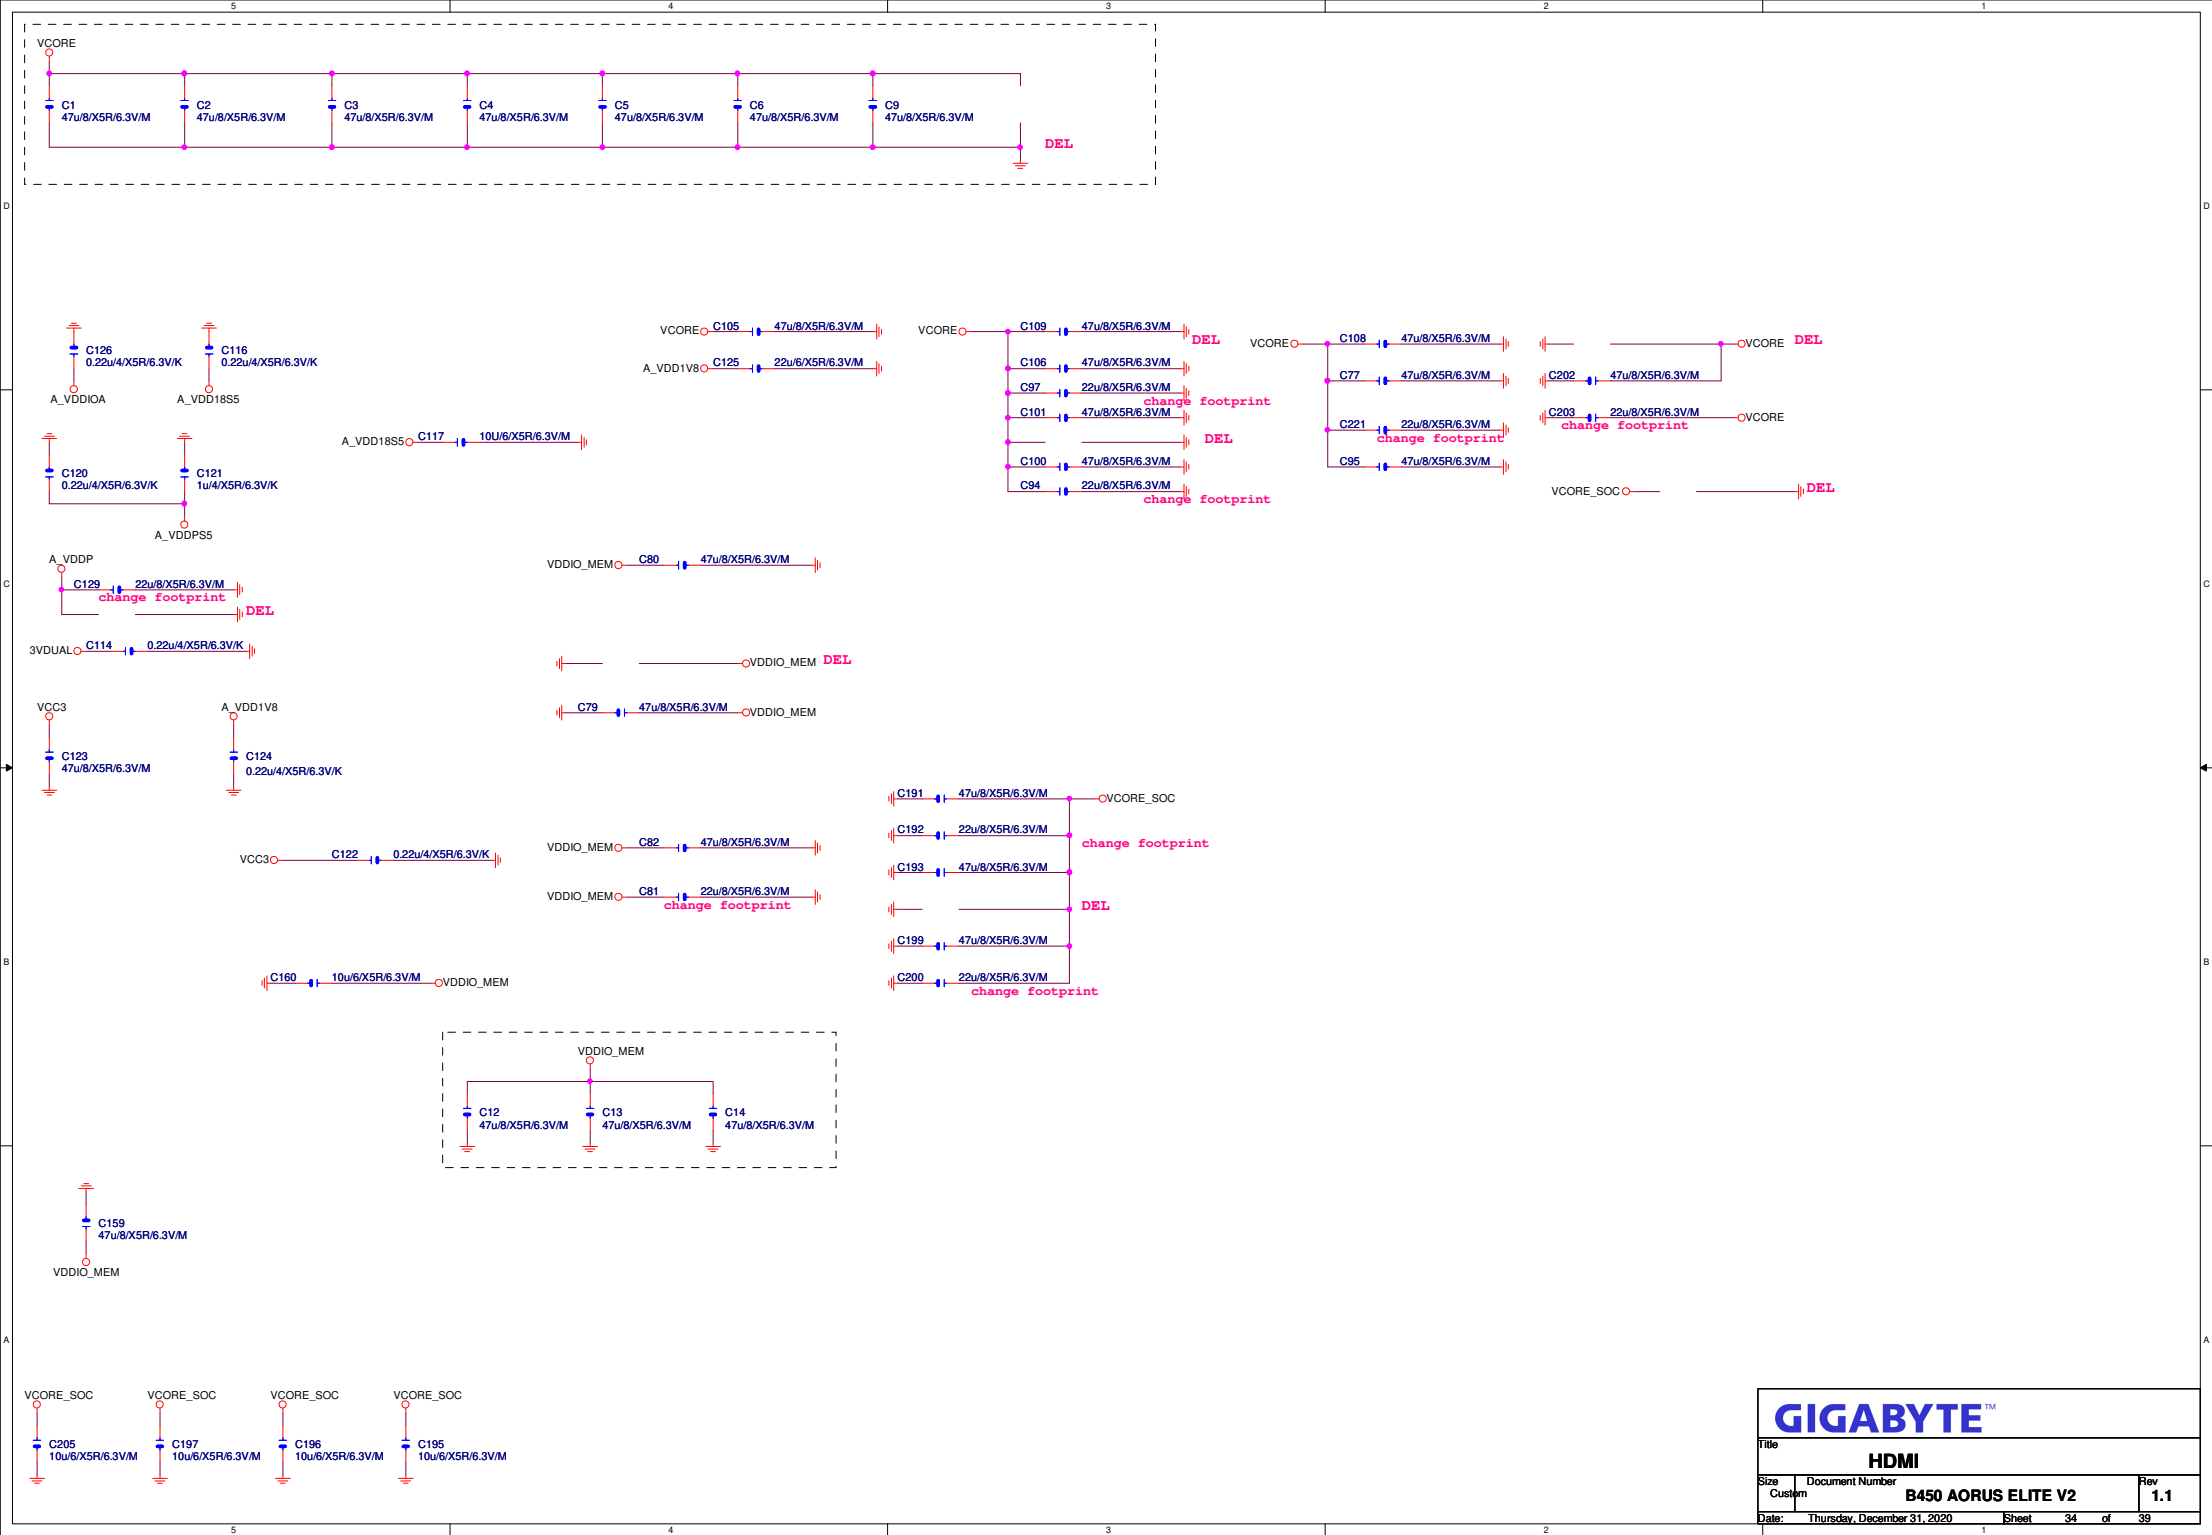 5 4 3 2 1
VCORE
C1 C2 C3 C4 C5 C6 C9
47u/8/X5R/6.3V/M 47u/8/X5R/6.3V/M 47u/8/X5R/6.3V/M 47u/8/X5R/6.3V/M 47u/8/X5R/6.3V/M 47u/8/X5R/6.3V/M 47u/8/X5R/6.3V/M
DEL
D D
C126
0.22u/4/X5R/6.3V/K
A_VDDIOA
C116
0.22u/4/X5R/6.3V/K
A_VDD18S5
VCORE C105 47u/8/X5R/6.3V/M
A_VDD1V8 C125 22u/6/X5R/6.3V/M
VCORE C109 47u/8/X5R/6.3V/M
DEL
C106 47u/8/X5R/6.3V/M
C97 22u/8/X5R/6.3V/M
change footprint
C101 47u/8/X5R/6.3V/M
DEL
C100 47u/8/X5R/6.3V/M
C94 22u/8/X5R/6.3V/M
change footprint
VCORE C108 47u/8/X5R/6.3V/M
C77 47u/8/X5R/6.3V/M
C221 22u/8/X5R/6.3V/M
change footprint
C95 47u/8/X5R/6.3V/M
VCORE DEL
C202 47u/8/X5R/6.3V/M
C203 22u/8/X5R/6.3V/M VCORE
change footprint
VCORE_SOC DEL
A_VDD18S5 C117 10U/6/X5R/6.3V/M
C120
0.22u/4/X5R/6.3V/K
C121
1u/4/X5R/6.3V/K
A_VDDPS5
A_VDDP
C129 22u/8/X5R/6.3V/M
change footprint
DEL
C C
3VDUAL C114 0.22u/4/X5R/6.3V/K
VDDIO_MEM C80 47u/8/X5R/6.3V/M
VDDIO_MEM DEL
C79 47u/8/X5R/6.3V/M VDDIO_MEM
VCC3
C123
47u/8/X5R/6.3V/M
A_VDD1V8
C124
0.22u/4/X5R/6.3V/K
VCC3 C122 0.22u/4/X5R/6.3V/K
VDDIO_MEM C82 47u/8/X5R/6.3V/M
VDDIO_MEM C81 22u/8/X5R/6.3V/M
change footprint
C191 47u/8/X5R/6.3V/M VCORE_SOC
C192 22u/8/X5R/6.3V/M
change footprint
C193 47u/8/X5R/6.3V/M
DEL
C199 47u/8/X5R/6.3V/M
C200 22u/8/X5R/6.3V/M
change footprint
B B
C160 10u/6/X5R/6.3V/M VDDIO_MEM
VDDIO_MEM
C12 C13 C14
47u/8/X5R/6.3V/M 47u/8/X5R/6.3V/M 47u/8/X5R/6.3V/M
C159
47u/8/X5R/6.3V/M
VDDIO_MEM
A A
VCORE_SOC VCORE_SOC VCORE_SOC VCORE_SOC
C205 C197 C196 C195
10u/6/X5R/6.3V/M 10u/6/X5R/6.3V/M 10u/6/X5R/6.3V/M 10u/6/X5R/6.3V/M
GIGABYTE™
Title
HDMI
Size Document Number Rev
Custom B450 AORUS ELITE V2 1.1
Date: Thursday, December 31, 2020 Sheet 34 of 39
5 4 3 2 1